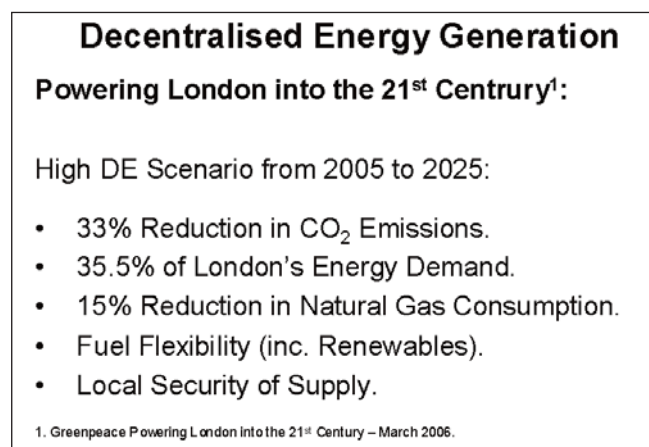 Decentralised Energy Generation
Powering London into the 21st Centrury1:
High DE Scenario from 2005 to 2025:
• 33% Reduction in CO2 Emissions.
• 35.5% of London's Energy Demand.
• 15% Reduction in Natural Gas Consumption.
• Fuel Flexibility (inc. Renewables).
• Local Security of Supply.
1. Greenpeace Powering London into the 21st Century – March 2006.